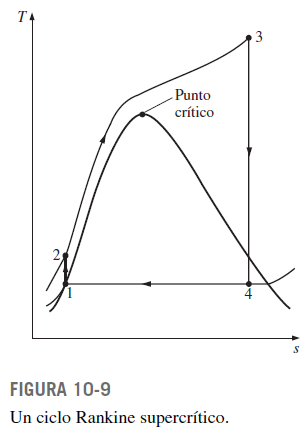 T
3
Punto
crítico
2
1
4
s
FIGURA 10-9
Un ciclo Rankine supercrítico.